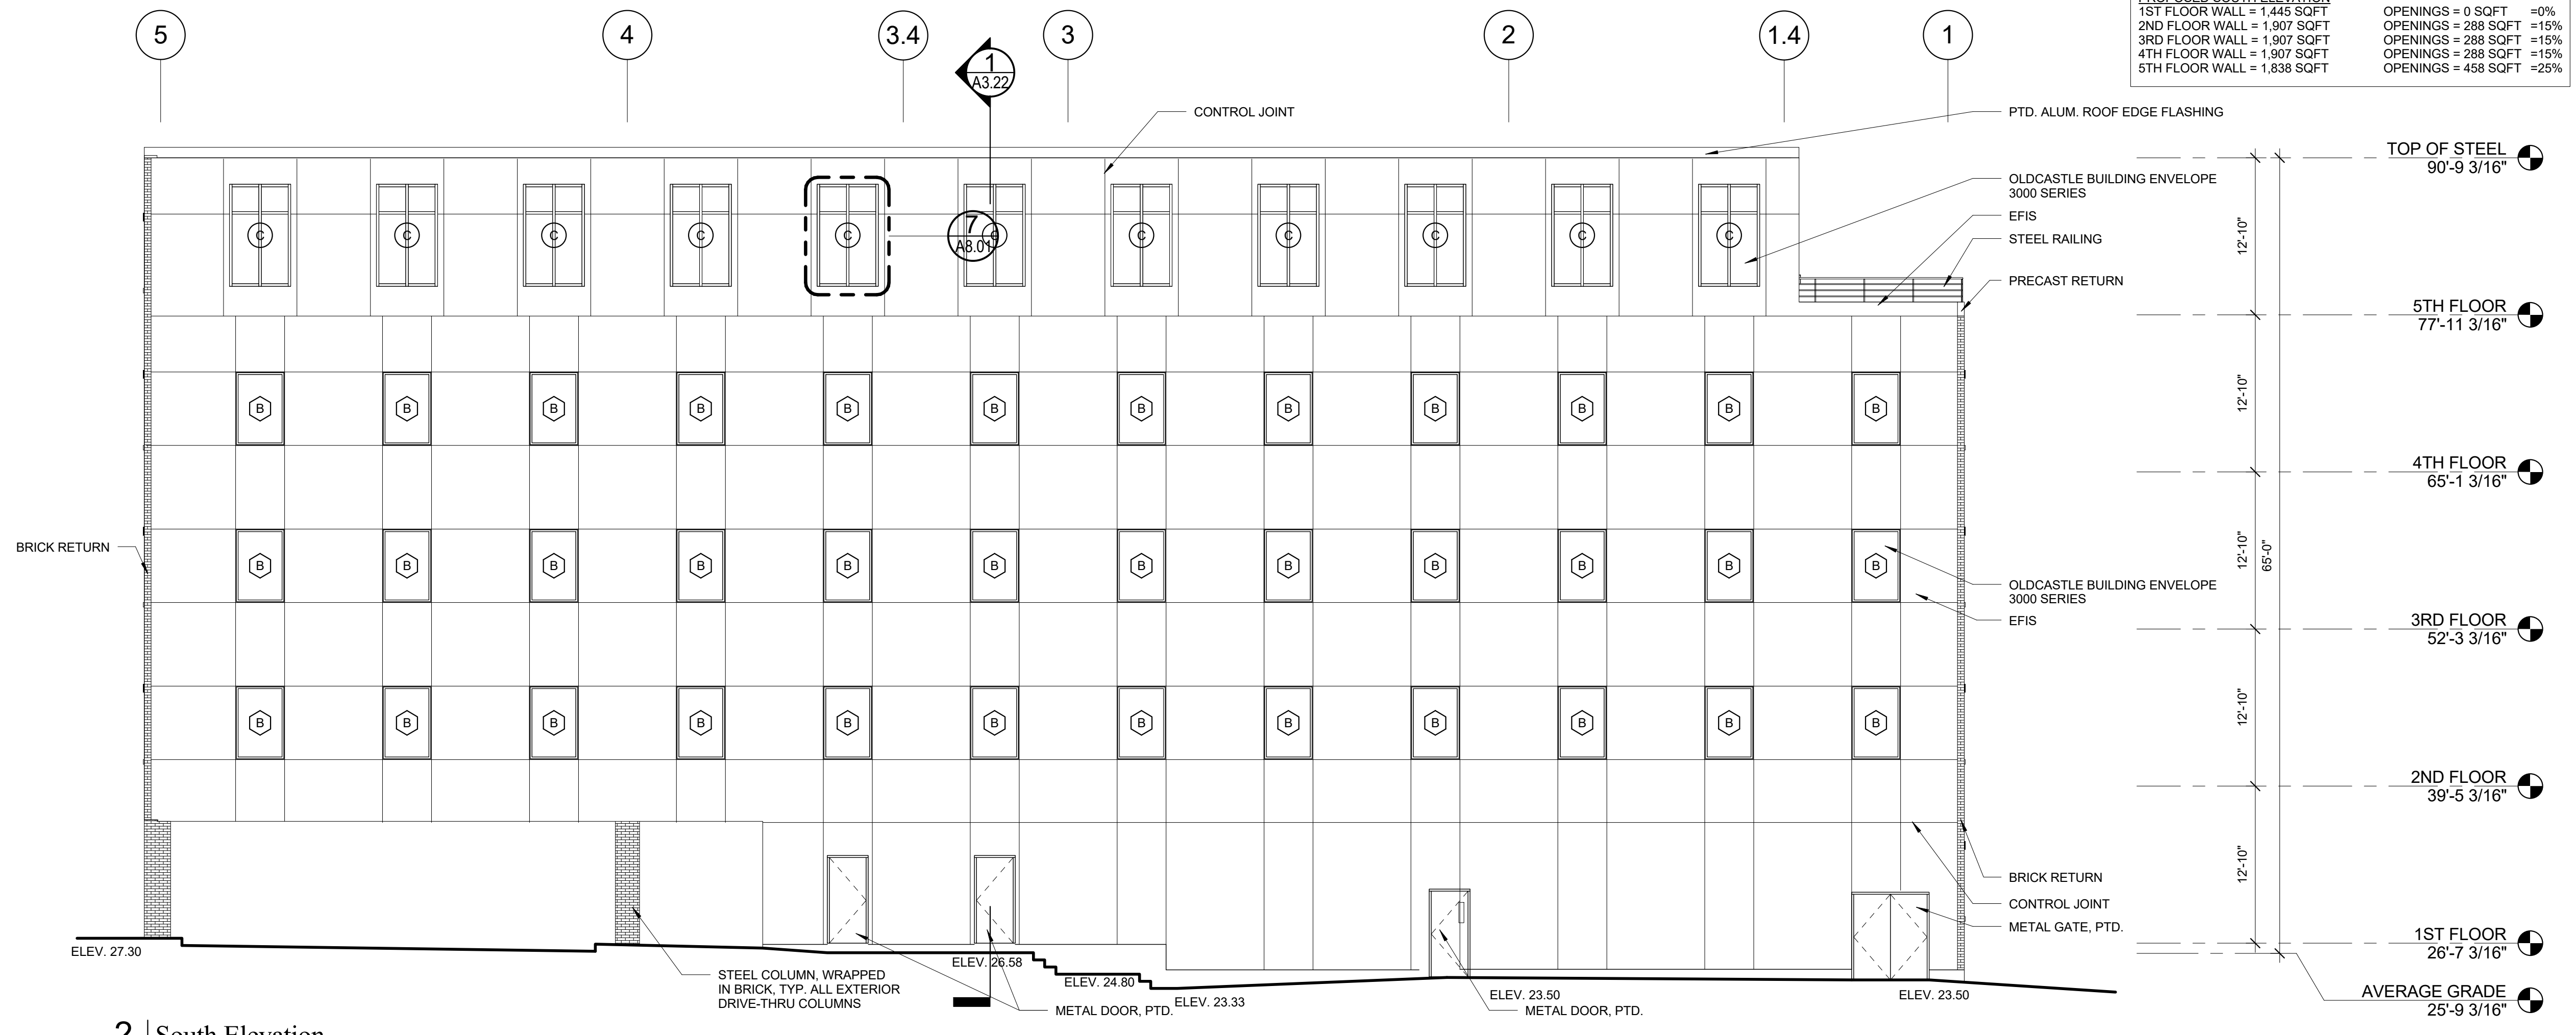 PROPOSED SOUTH ELEVATION
1ST FLOOR WALL = 1,445 SQFT OPENINGS = 0 SQFT =0%
2ND FLOOR WALL = 1,907 SQFT OPENINGS = 288 SQFT =15%
3RD FLOOR WALL = 1,907 SQFT OPENINGS = 288 SQFT =15%
4TH FLOOR WALL = 1,907 SQFT OPENINGS = 288 SQFT =15%
5TH FLOOR WALL = 1,838 SQFT OPENINGS = 458 SQFT =25%
5 4 3.4 3 2 1.4 1
1
A3.22
CONTROL JOINT
PTD. ALUM. ROOF EDGE FLASHING
TOP OF STEEL
90'-9 3/16"
OLDCASTLE BUILDING ENVELOPE
3000 SERIES
EFIS
STEEL RAILING
PRECAST RETURN
C C C C C C C C C C C
7
A8.01
12'-10"
5TH FLOOR
77'-11 3/16"
B B B B B B B B B B B B
12'-10"
4TH FLOOR
65'-1 3/16"
BRICK RETURN
B B B B B B B B B B B B
12'-10"
65'-0"
OLDCASTLE BUILDING ENVELOPE
3000 SERIES
EFIS
3RD FLOOR
52'-3 3/16"
B B B B B B B B B B B B
12'-10"
2ND FLOOR
39'-5 3/16"
12'-10"
BRICK RETURN
CONTROL JOINT
METAL GATE, PTD.
1ST FLOOR
26'-7 3/16"
ELEV. 27.30
ELEV. 26.58
ELEV. 24.80
ELEV. 23.33
ELEV. 23.50
ELEV. 23.50
STEEL COLUMN, WRAPPED
IN BRICK, TYP. ALL EXTERIOR
DRIVE-THRU COLUMNS
METAL DOOR, PTD.
METAL DOOR, PTD.
AVERAGE GRADE
25'-9 3/16"
2 South Elevation